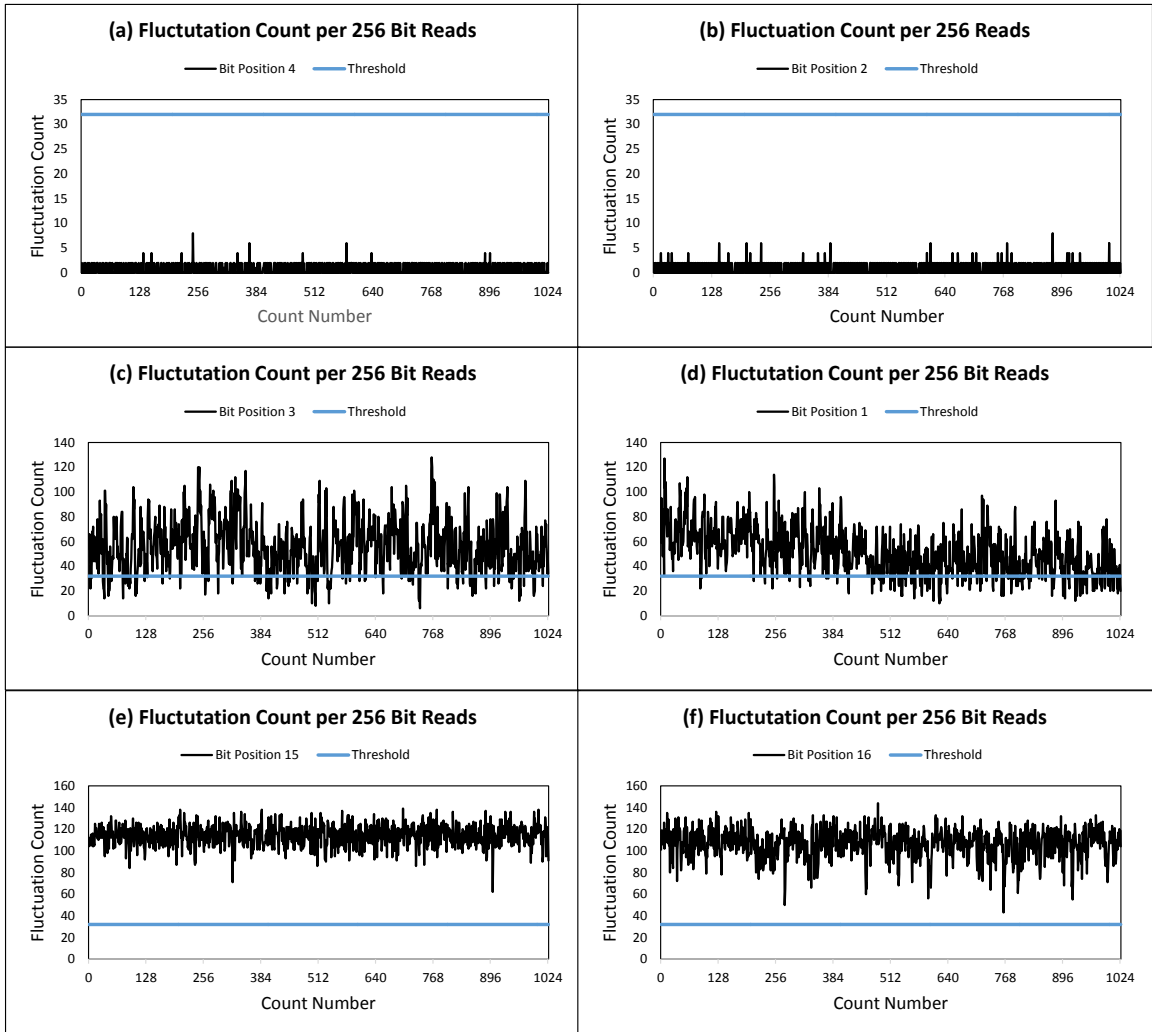 (a) Fluctutation Count per 256 Bit Reads
Bit Position 4 Threshold
35
30
25
20
15
10
5
0
Fluctutation Count
0 128 256 384 512 640 768 896 1024
Count Number
(b) Fluctuation Count per 256 Reads
Bit Position 2 Threshold
35
30
25
20
15
10
5
0
Fluctuation Count
0 128 256 384 512 640 768 896 1024
Count Number
(c) Fluctutation Count per 256 Bit Reads
Bit Position 3 Threshold
140
120
100
80
60
40
20
0
Fluctuation Count
0 128 256 384 512 640 768 896 1024
Count Number
(d) Fluctutation Count per 256 Bit Reads
Bit Position 1 Threshold
140
120
100
80
60
40
20
0
Fluctuation Count
0 128 256 384 512 640 768 896 1024
Count Number
(e) Fluctutation Count per 256 Bit Reads
Bit Position 15 Threshold
160
140
120
100
80
60
40
20
0
Fluctuation Count
0 128 256 384 512 640 768 896 1024
Count Number
(f) Fluctutation Count per 256 Bit Reads
Bit Position 16 Threshold
160
140
120
100
80
60
40
20
0
Fluctuation Count
0 128 256 384 512 640 768 896 1024
Count Number